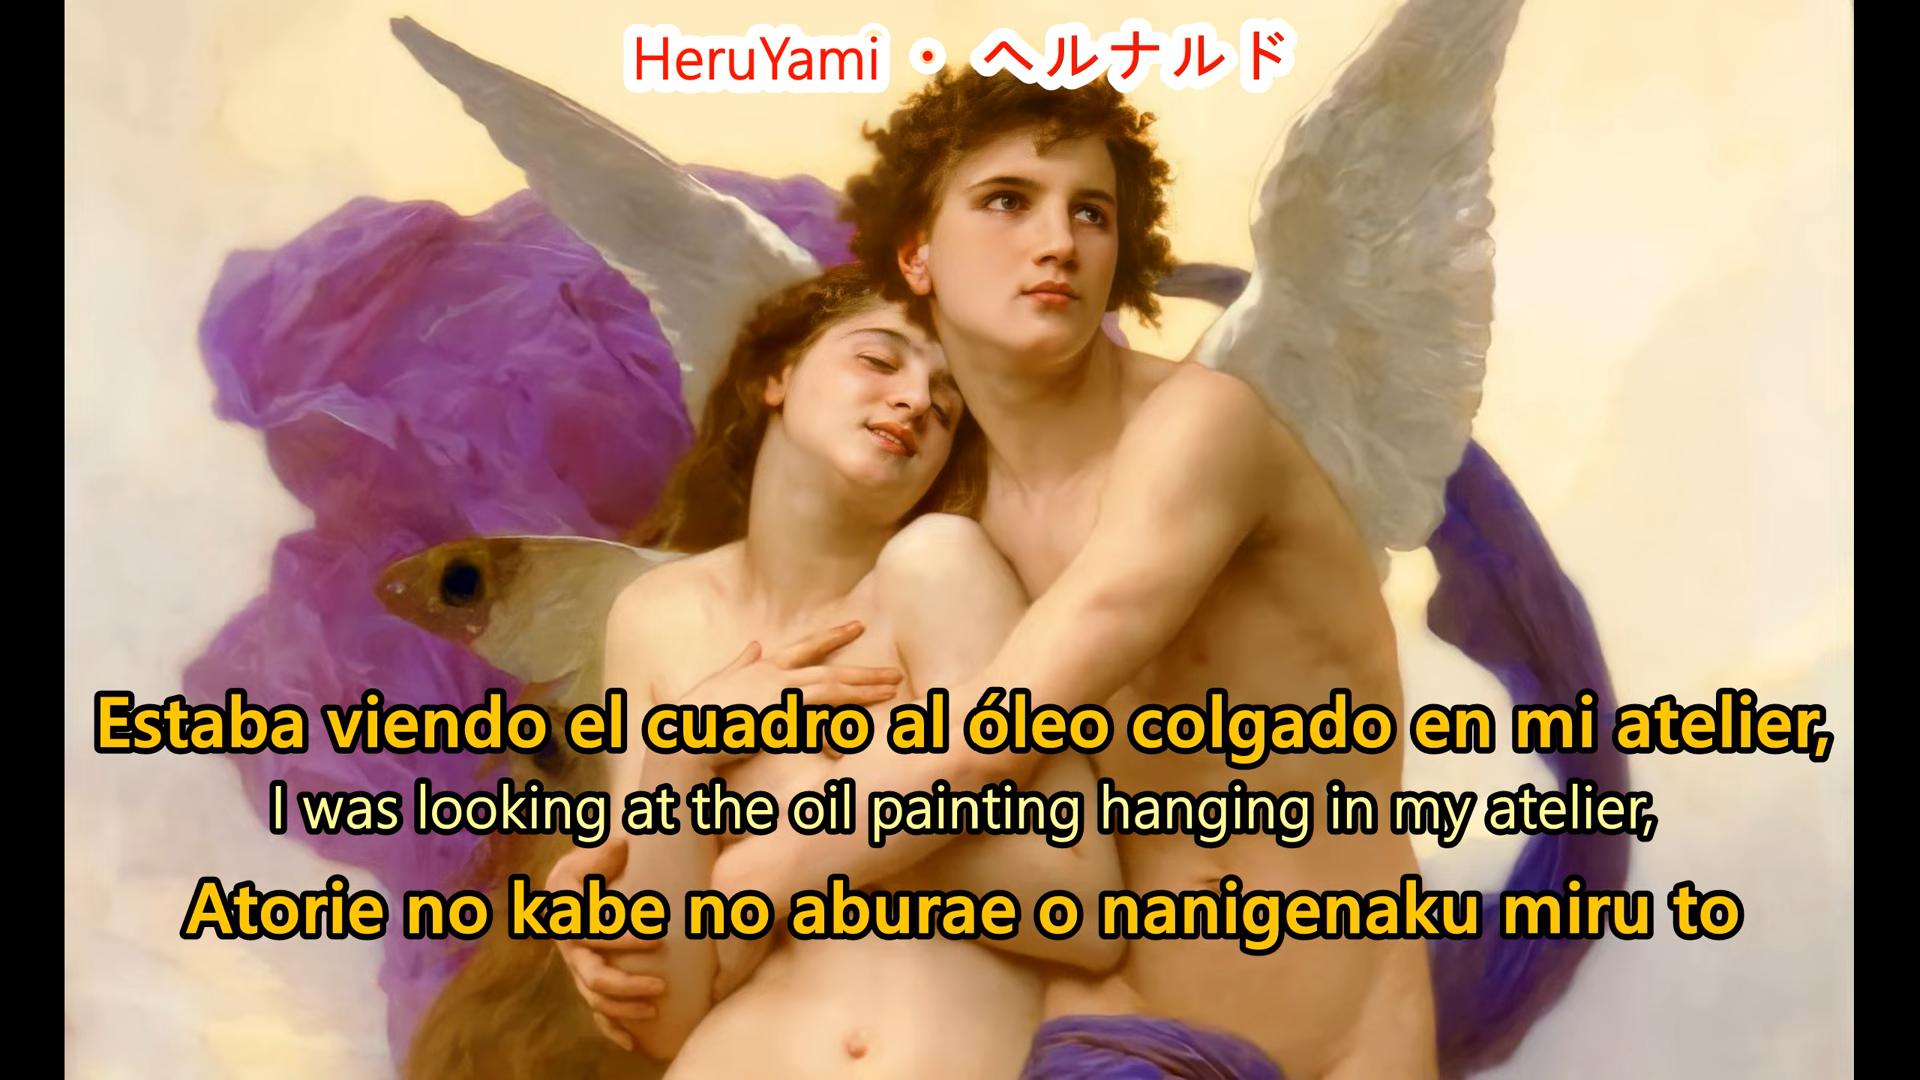 HeruYami • ヘルナルド
Estaba viendo el cuadro al óleo colgado en mi atelier,
I was looking at the oil painting hanging in my atelier,
Atorie no kabe no aburae o nanigenaku miru to